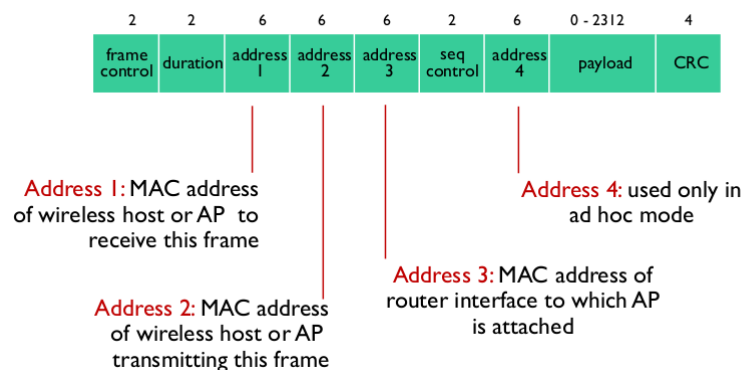 2 2 6 6 6 2 6 0 - 2312 4
frame control duration address 1 address 2 address 3 seq control address 4 payload CRC
Address 1: MAC address
of wireless host or AP to
receive this frame
Address 2: MAC address
of wireless host or AP
transmitting this frame
Address 3: MAC address of
router interface to which AP
is attached
Address 4: used only in
ad hoc mode